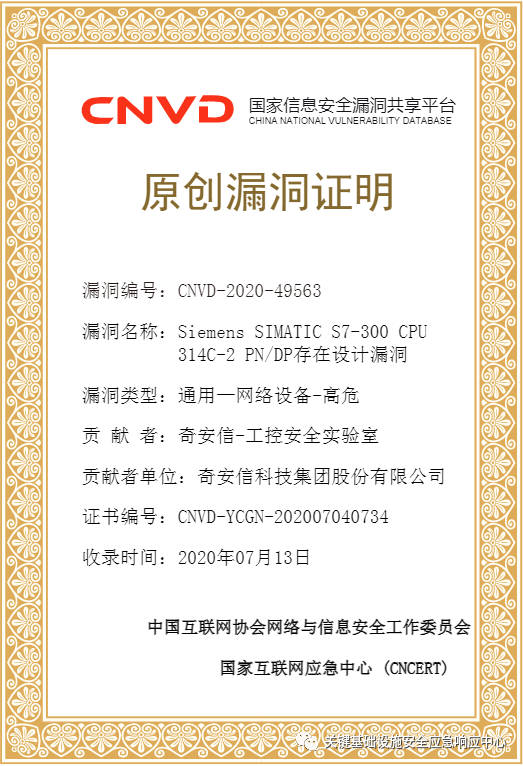 CNVD 国家信息安全漏洞共享平台
CHINA NATIONAL VULNERABILITY DATABASE
原创漏洞证明
漏洞编号：CNVD-2020-49563
漏洞名称：Siemens SIMATIC S7-300 CPU
314C-2 PN/DP存在设计漏洞
漏洞类型：通用—网络设备-高危
贡 献 者：奇安信-工控安全实验室
贡献者单位：奇安信科技集团股份有限公司
证书编号：CNVD-YCGN-202007040734
收录时间：2020年07月13日
中国互联网协会网络与信息安全工作委员会
国家互联网应急中心 (CNCERT)
关键基础设施安全应急响应中心